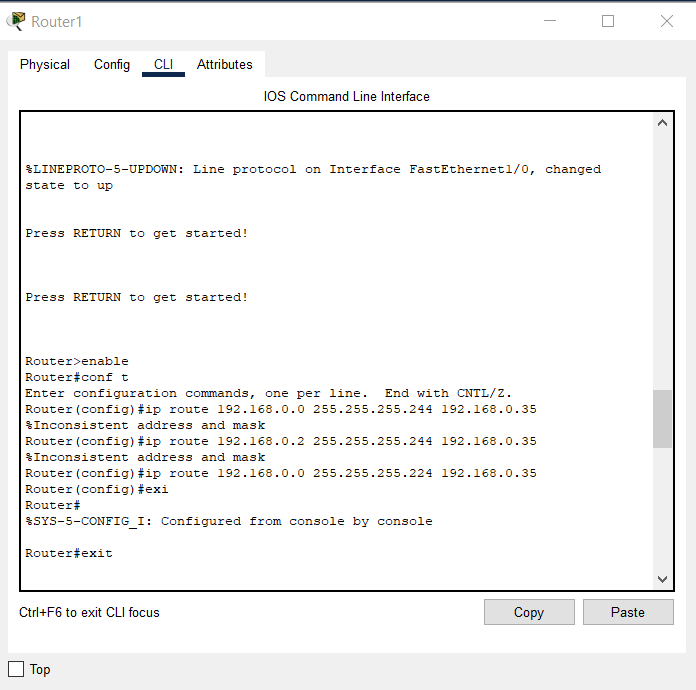 Router1
Physical Config CLI Attributes
IOS Command Line Interface
%LINEPROTO-5-UPDOWN: Line protocol on Interface FastEthernet1/0, changed
state to up
Press RETURN to get started!
Press RETURN to get started!
Router>enable
Router#conf t
Enter configuration commands, one per line.  End with CNTL/Z.
Router(config)#ip route 192.168.0.0 255.255.255.244 192.168.0.35
%Inconsistent address and mask
Router(config)#ip route 192.168.0.2 255.255.255.244 192.168.0.35
%Inconsistent address and mask
Router(config)#ip route 192.168.0.0 255.255.255.224 192.168.0.35
Router(config)#exi
Router#
%SYS-5-CONFIG_I: Configured from console by console
Router#exit
Ctrl+F6 to exit CLI focus
Copy Paste
Top